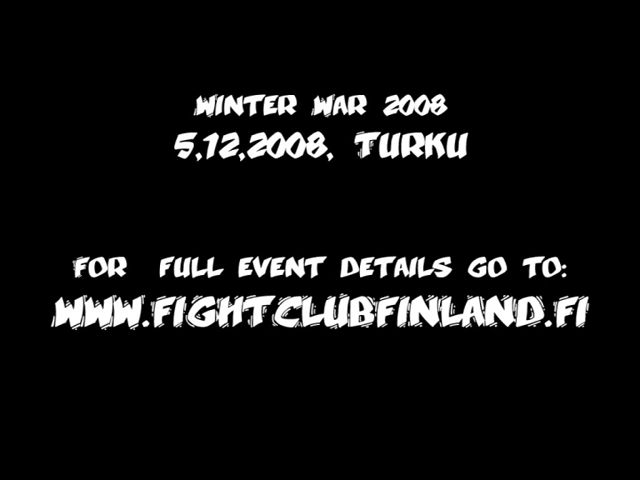 WINTER WAR 2008
5,12,2008, TURKU
FOR FULL EVENT DETAILS GO TO:
WWW.FIGHTCLUBFINLAND.FI